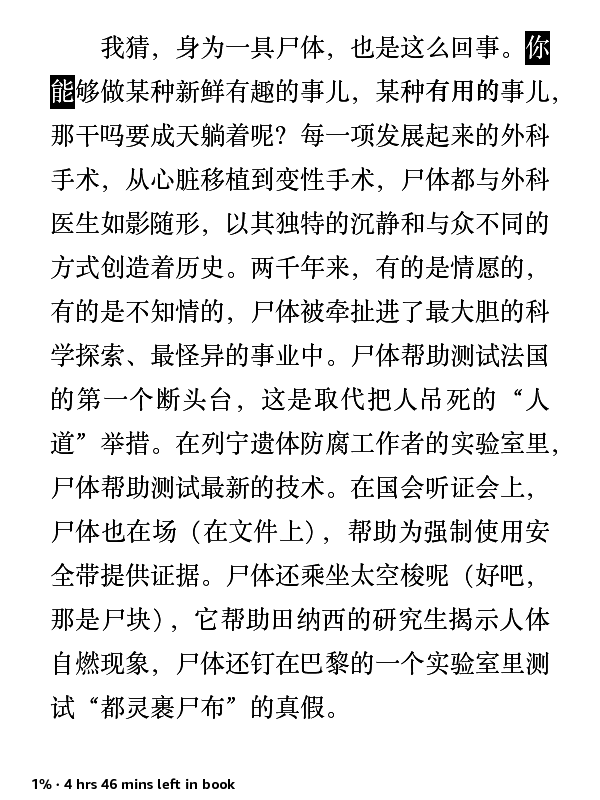 我猜，身为一具尸体，也是这么回事。你
能够做某种新鲜有趣的事儿，某种有用的事儿，
那干吗要成天躺着呢？每一项发展起来的外科
手术，从心脏移植到变性手术，尸体都与外科
医生如影随形，以其独特的沉静和与众不同的
方式创造着历史。两千年来，有的是情愿的，
有的是不知情的，尸体被牵扯进了最大胆的科
学探索、最怪异的事业中。尸体帮助测试法国
的第一个断头台，这是取代把人吊死的“人
道”举措。在列宁遗体防腐工作者的实验室里，
尸体帮助测试最新的技术。在国会听证会上，
尸体也在场（在文件上），帮助为强制使用安
全带提供证据。尸体还乘坐太空梭呢（好吧，
那是尸块），它帮助田纳西的研究生揭示人体
自燃现象，尸体还钉在巴黎的一个实验室里测
试“都灵裹尸布”的真假。
1% · 4 hrs 46 mins left in book